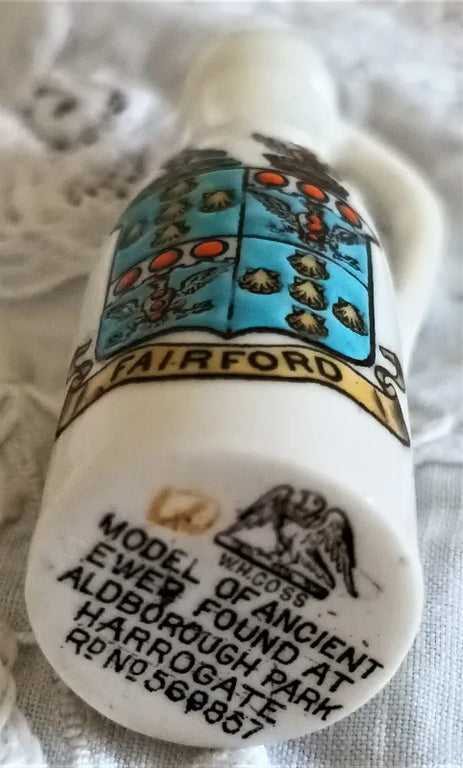 FAIRFORD
W.H.GOSS
MODEL OF ANCIENT
EWER FOUND AT
ALDBOROUGH PARK
HARROGATE
RD NO 569857